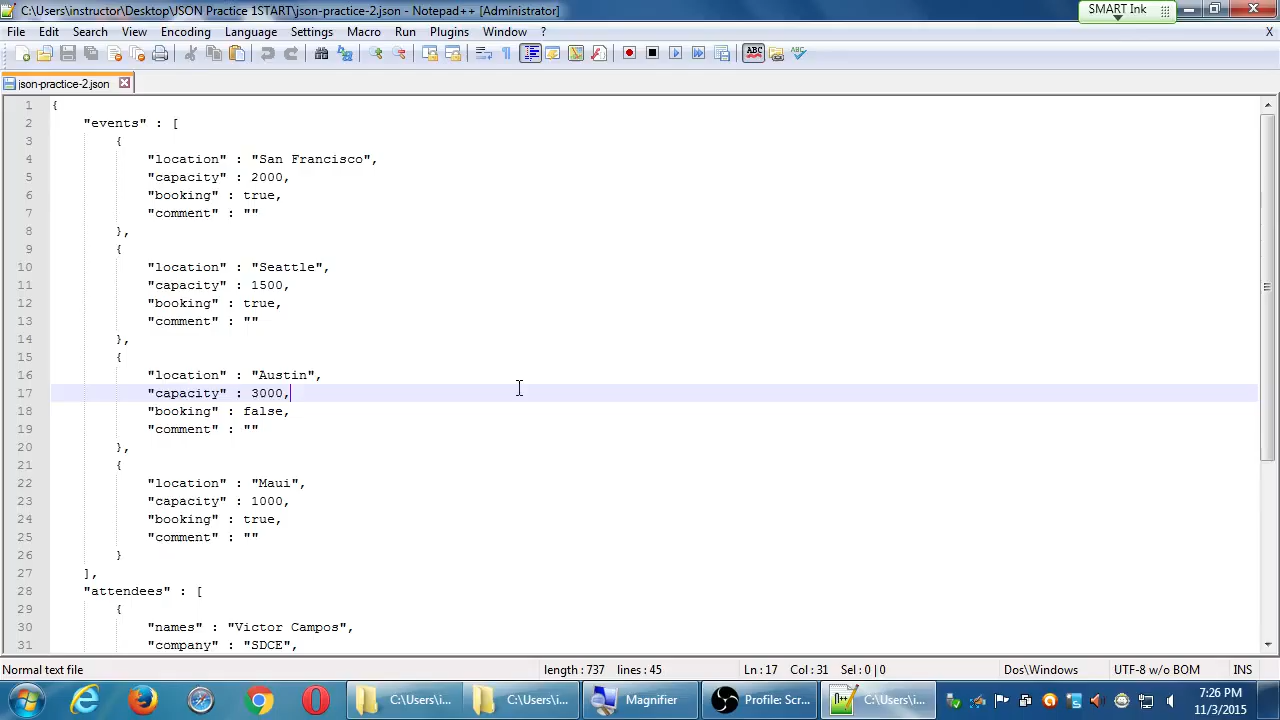 C:\Users\instructor\Desktop\JSON Practice 1START\json-practice-2.json - Notepad++ [Administrator]
SMART Ink
File Edit Search View Encoding Language Settings Macro Run Plugins Window ? X
json-practice-2.json
1 {
2 "events" : [
3 {
4 "location" : "San Francisco",
5 "capacity" : 2000,
6 "booking" : true,
7 "comment" : ""
8 },
9 {
10 "location" : "Seattle",
11 "capacity" : 1500,
12 "booking" : true,
13 "comment" : ""
14 },
15 {
16 "location" : "Austin",
17 "capacity" : 3000,
18 "booking" : false,
19 "comment" : ""
20 },
21 {
22 "location" : "Maui",
23 "capacity" : 1000,
24 "booking" : true,
25 "comment" : ""
26 }
27 ],
28 "attendees" : [
29 {
30 "names" : "Victor Campos",
31 "company" : "SDCE",
Normal text file length : 737 lines : 45 Ln : 17 Col : 31 Sel : 0 | 0 Dos\Windows UTF-8 w/o BOM INS
C:\Users\i... C:\Users\i... Magnifier Profile: Scr... C:\Users\i... 7:26 PM
11/3/2015